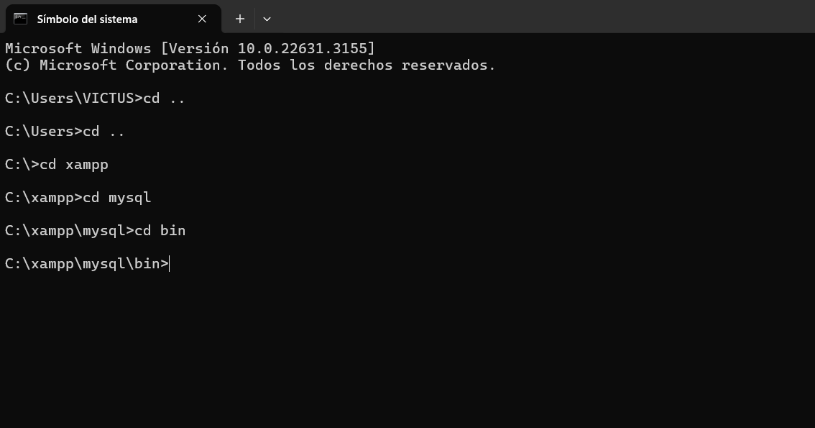 Símbolo del sistema
Microsoft Windows [Versión 10.0.22631.3155]
(c) Microsoft Corporation. Todos los derechos reservados.
C:\Users\VICTUS>cd ..
C:\Users>cd ..
C:\>cd xampp
C:\xampp>cd mysql
C:\xampp\mysql>cd bin
C:\xampp\mysql\bin>